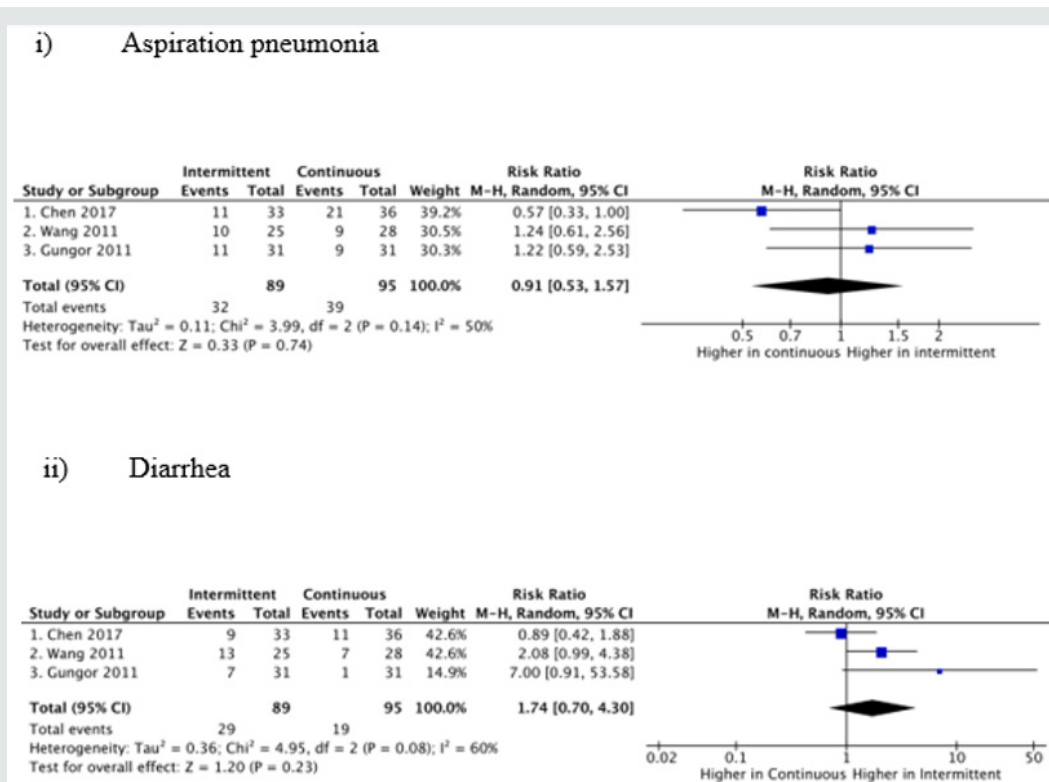 i) Aspiration pneumonia
Intermittent Continuous Risk Ratio Risk Ratio
Study or Subgroup Events Total Events Total Weight M-H, Random, 95% CI M-H, Random, 95% CI
1. Chen 2017 11 33 21 36 39.2% 0.57 [0.33, 1.00]
2. Wang 2011 10 25 9 28 30.5% 1.24 [0.61, 2.56]
3. Gungor 2011 11 31 9 31 30.3% 1.22 [0.59, 2.53]
Total (95% CI) 89 95 100.0% 0.91 [0.53, 1.57]
Total events 32 39
Heterogeneity: Tau² = 0.11; Chi² = 3.99, df = 2 (P = 0.14); I² = 50%
Test for overall effect: Z = 0.33 (P = 0.74)
0.5 0.7 1 1.5 2
Higher in continuous Higher in intermittent
ii) Diarrhea
Intermittent Continuous Risk Ratio Risk Ratio
Study or Subgroup Events Total Events Total Weight M-H, Random, 95% CI M-H, Random, 95% CI
1. Chen 2017 9 33 11 36 42.6% 0.89 [0.42, 1.88]
2. Wang 2011 13 25 7 28 42.6% 2.08 [0.99, 4.38]
3. Gungor 2011 7 31 1 31 14.9% 7.00 [0.91, 53.58]
Total (95% CI) 89 95 100.0% 1.74 [0.70, 4.30]
Total events 29 19
Heterogeneity: Tau² = 0.36; Chi² = 4.95, df = 2 (P = 0.08); I² = 60%
Test for overall effect: Z = 1.20 (P = 0.23)
0.02 0.1 1 10 50
Higher in Continuous Higher in Intermittent